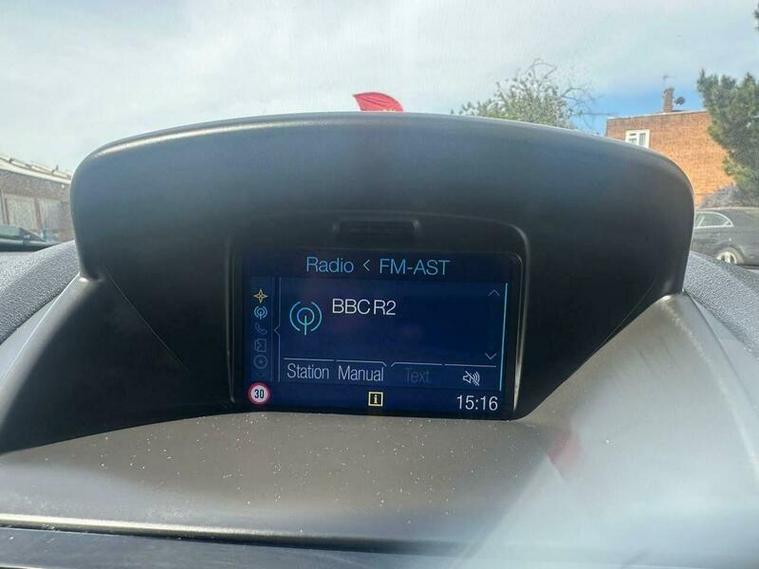 Radio < FM-AST
BBC R2
Station Manual Text
30 i 15:16